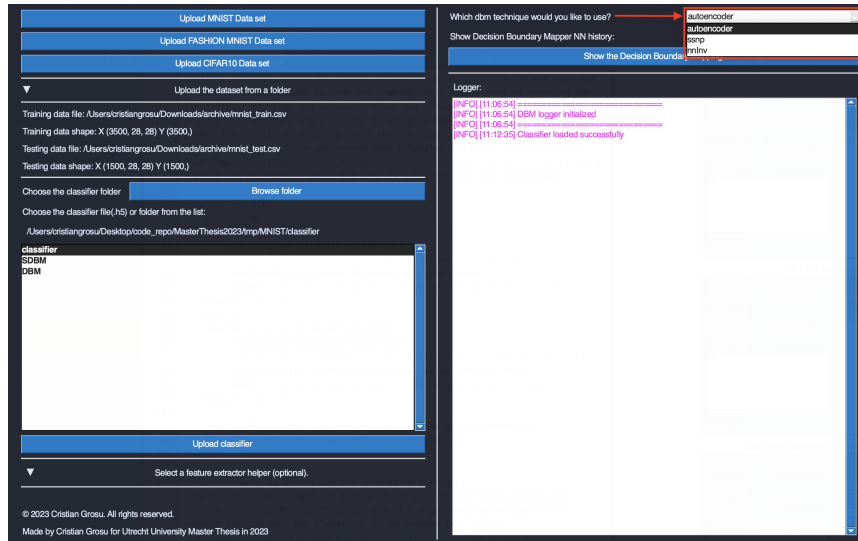 Upload MNIST Data set
Upload FASHION MNIST Data set
Upload CIFAR10 Data set
▼ Upload the dataset from a folder
Training data file: /Users/cristiangrosu/Downloads/archive/mnist_train.csv
Training data shape: X (3500, 28, 28) Y (3500,)
Testing data file: /Users/cristiangrosu/Downloads/archive/mnist_test.csv
Testing data shape: X (1500, 28, 28) Y (1500,)
Choose the classifier folder Browse folder
Choose the classifier file(.h5) or folder from the list:
/Users/cristiangrosu/Desktop/code_repo/MasterThesis2023/tmp/MNIST/classifier
classifier
SDBM
DBM
Upload classifier
▼ Select a feature extractor helper (optional).
© 2023 Cristian Grosu. All rights reserved.
Made by Cristian Grosu for Utrecht University Master Thesis in 2023
Which dbm technique would you like to use? autoencoder
autoencoder
ssnp
nnInv
Show Decision Boundary Mapper NN history:
Show the Decision Boundary
Logger:
[INFO] [11:06:54] ============================
[INFO] [11:06:54] DBM logger initialized
[INFO] [11:06:54] ============================
[INFO] [11:12:35] Classifier loaded successfully